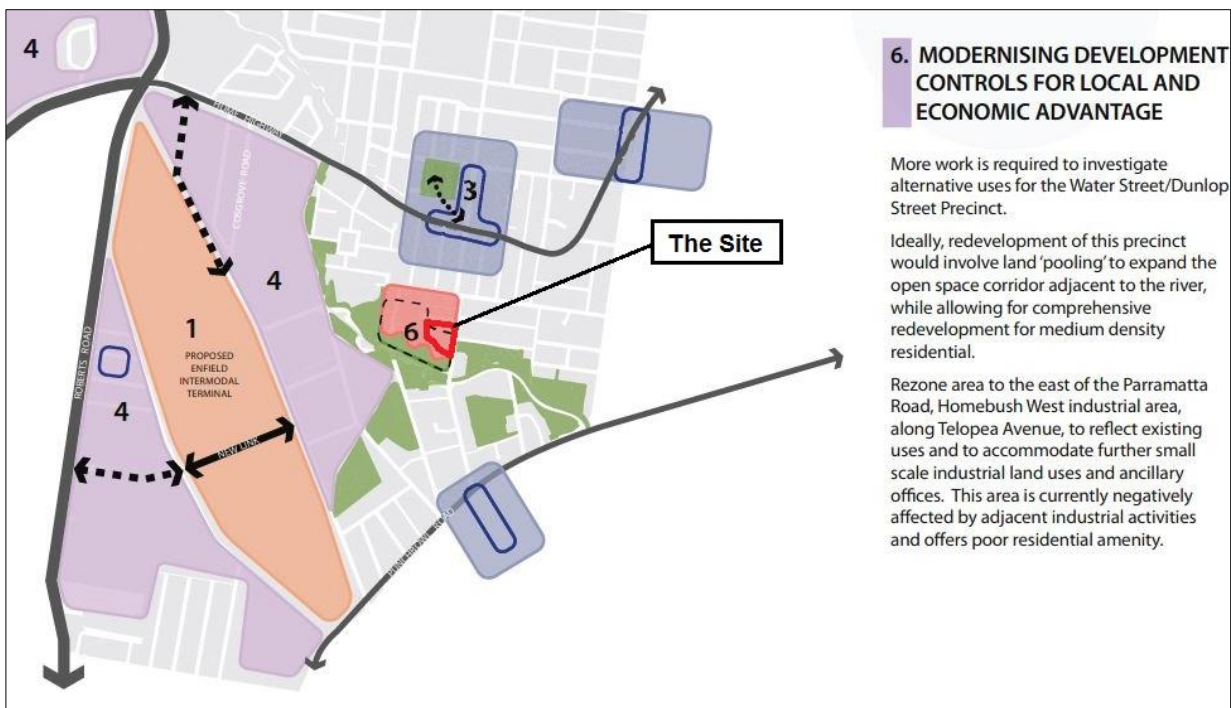 4
HUME HIGHWAY
COSGROVE ROAD
3
The Site
4
6
1
PROPOSED
ENFIELD
INTERMODAL
TERMINAL
ROBERTS ROAD
4
NEW LINK
PUNCHBOWL ROAD
6. MODERNISING DEVELOPMENT
CONTROLS FOR LOCAL AND
ECONOMIC ADVANTAGE
More work is required to investigate
alternative uses for the Water Street/Dunlop
Street Precinct.
Ideally, redevelopment of this precinct
would involve land ‘pooling’ to expand the
open space corridor adjacent to the river,
while allowing for comprehensive
redevelopment for medium density
residential.
Rezone area to the east of the Parramatta
Road, Homebush West industrial area,
along Telopea Avenue, to reflect existing
uses and to accommodate further small
scale industrial land uses and ancillary
offices. This area is currently negatively
affected by adjacent industrial activities
and offers poor residential amenity.